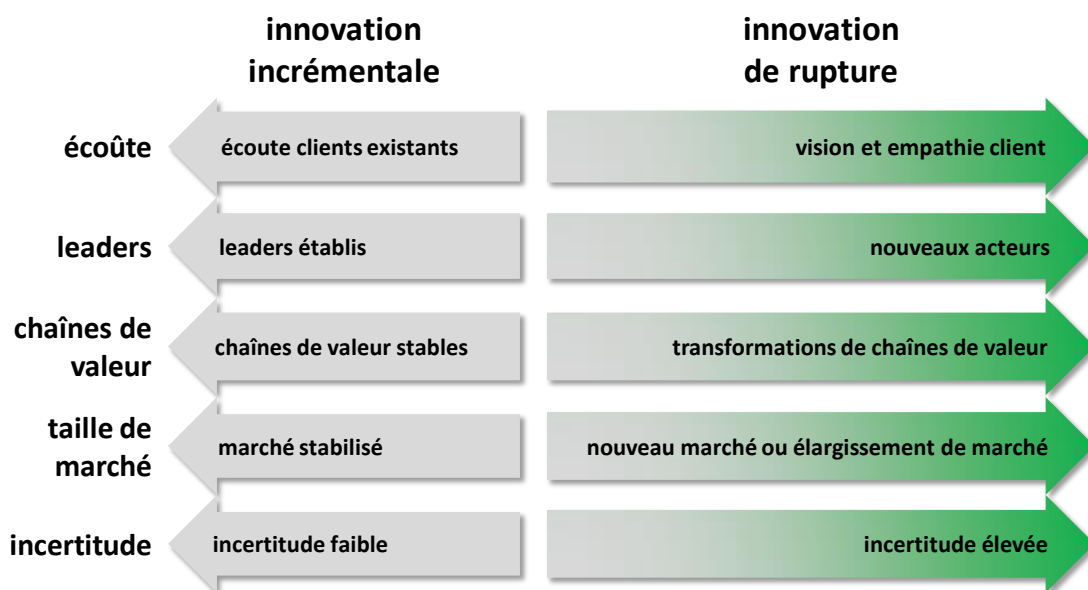 innovation
incrémentale
innovation
de rupture
écoûte
écoute clients existants
vision et empathie client
leaders
leaders établis
nouveaux acteurs
chaînes de
valeur
chaînes de valeur stables
transformations de chaînes de valeur
taille de
marché
marché stabilisé
nouveau marché ou élargissement de marché
incertitude
incertitude faible
incertitude élevée